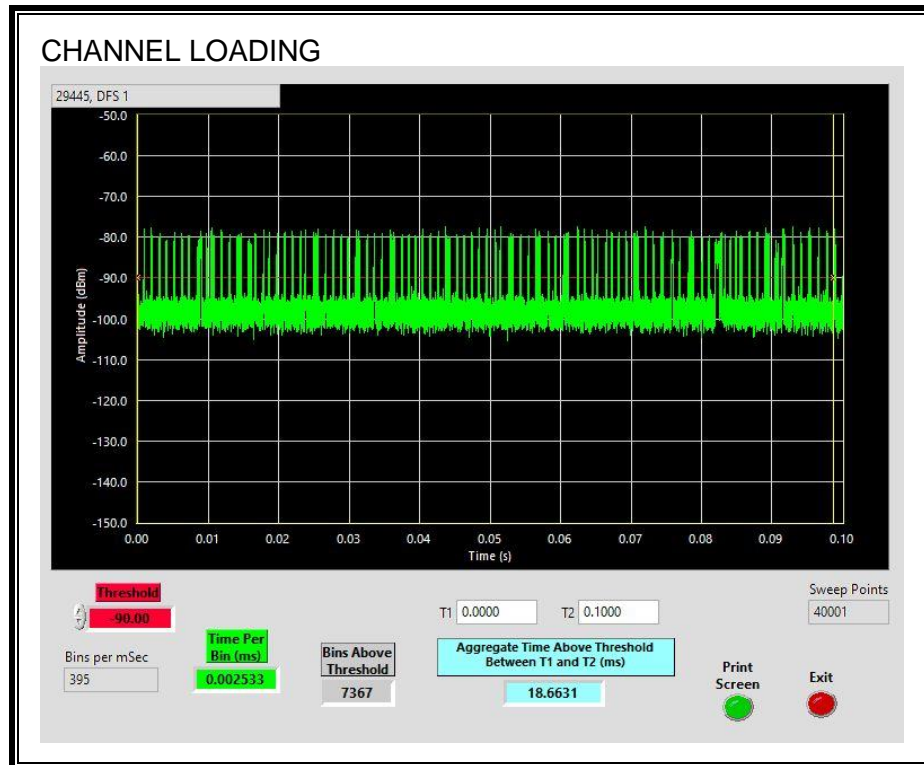 CHANNEL LOADING
29445, DFS 1
-50.0
-60.0
-70.0
-80.0
-90.0
-100.0
-110.0
-120.0
-130.0
-140.0
-150.0
Amplitude (dBm)
0.00 0.01 0.02 0.03 0.04 0.05 0.06 0.07 0.08 0.09 0.10
Time (s)
Threshold
-90.00
Bins per mSec
395
Time Per
Bin (ms)
0.002533
Bins Above
Threshold
7367
T1 0.0000 T2 0.1000
Aggregate Time Above Threshold
Between T1 and T2 (ms)
18.6631
Sweep Points
40001
Print
Screen
Exit